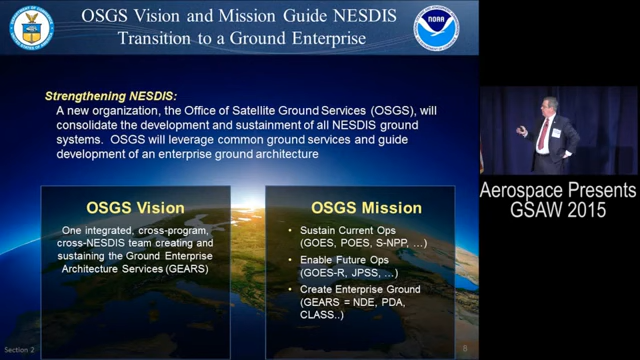 OSGS Vision and Mission Guide NESDIS
Transition to a Ground Enterprise
NOAA
Strengthening NESDIS:
A new organization, the Office of Satellite Ground Services (OSGS), will
consolidate the development and sustainment of all NESDIS ground
systems. OSGS will leverage common ground services and guide
development of an enterprise ground architecture
OSGS Vision
One integrated, cross-program,
cross-NESDIS team creating and
sustaining the Ground Enterprise
Architecture Services (GEARS)
OSGS Mission
• Sustain Current Ops
(GOES, POES, S-NPP, …)
• Enable Future Ops
(GOES-R, JPSS, …)
• Create Enterprise Ground
(GEARS = NDE, PDA,
CLASS..)
Aerospace Presents
GSAW 2015
Section 2
8